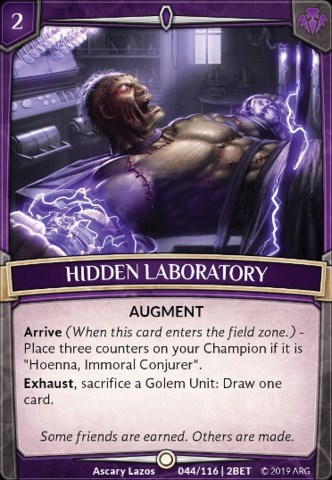 2
HIDDEN LABORATORY
AUGMENT
Arrive (When this card enters the field zone.) -
Place three counters on your Champion if it is
"Hoenna, Immoral Conjurer".
Exhaust, sacrifice a Golem Unit: Draw one
card.
Some friends are earned. Others are made.
Ascary Lazos 044/116 | 2BET © 2019 ARG